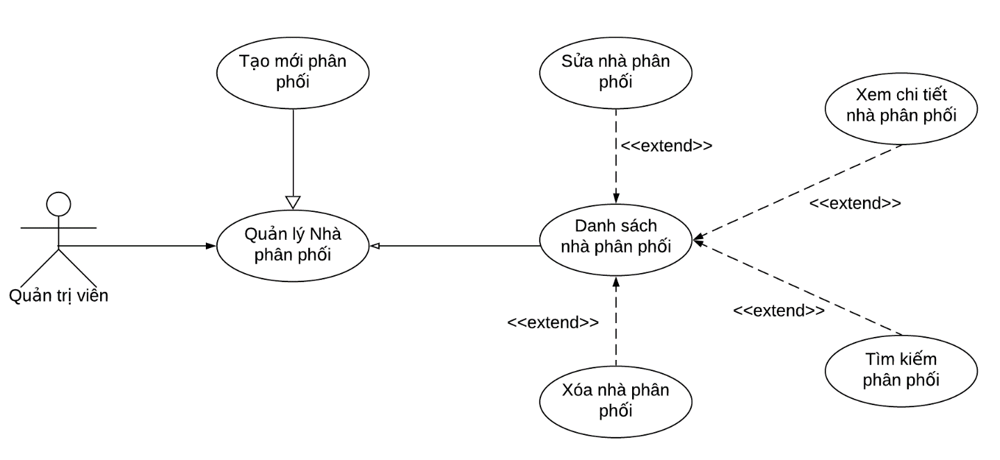 Tạo mới phân
phối
Sửa nhà phân
phối
Xem chi tiết
nhà phân phối
<<extend>>
<<extend>>
Quản lý Nhà
phân phối
Danh sách
nhà phân phối
Quản trị viên
<<extend>>
<<extend>>
Tìm kiếm
phân phối
Xóa nhà phân
phối